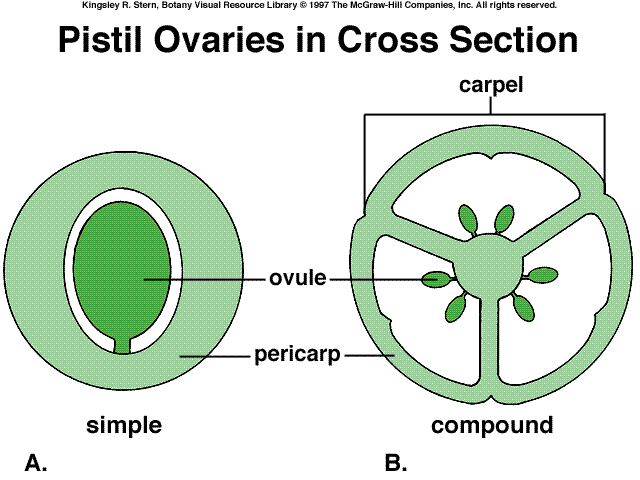 Kingsley R. Stern, Botany Visual Resource Library © 1997 The McGraw-Hill Companies, Inc. All rights reserved.
Pistil Ovaries in Cross Section
carpel
ovule
pericarp
simple
compound
A.
B.